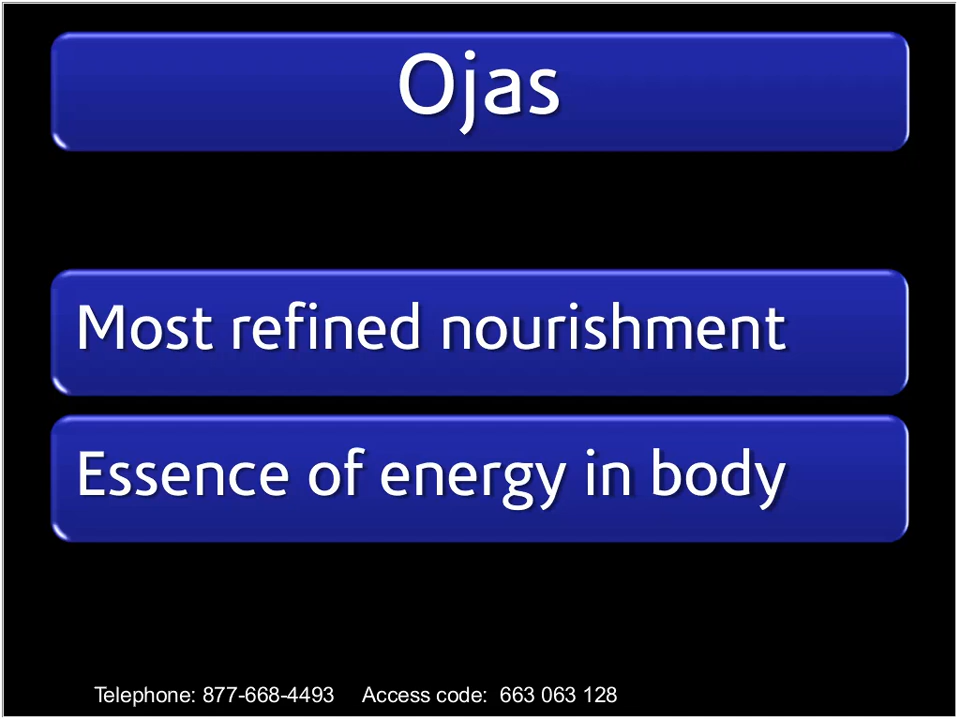 Ojas
Most refined nourishment
Essence of energy in body
Telephone: 877-668-4493 Access code: 663 063 128